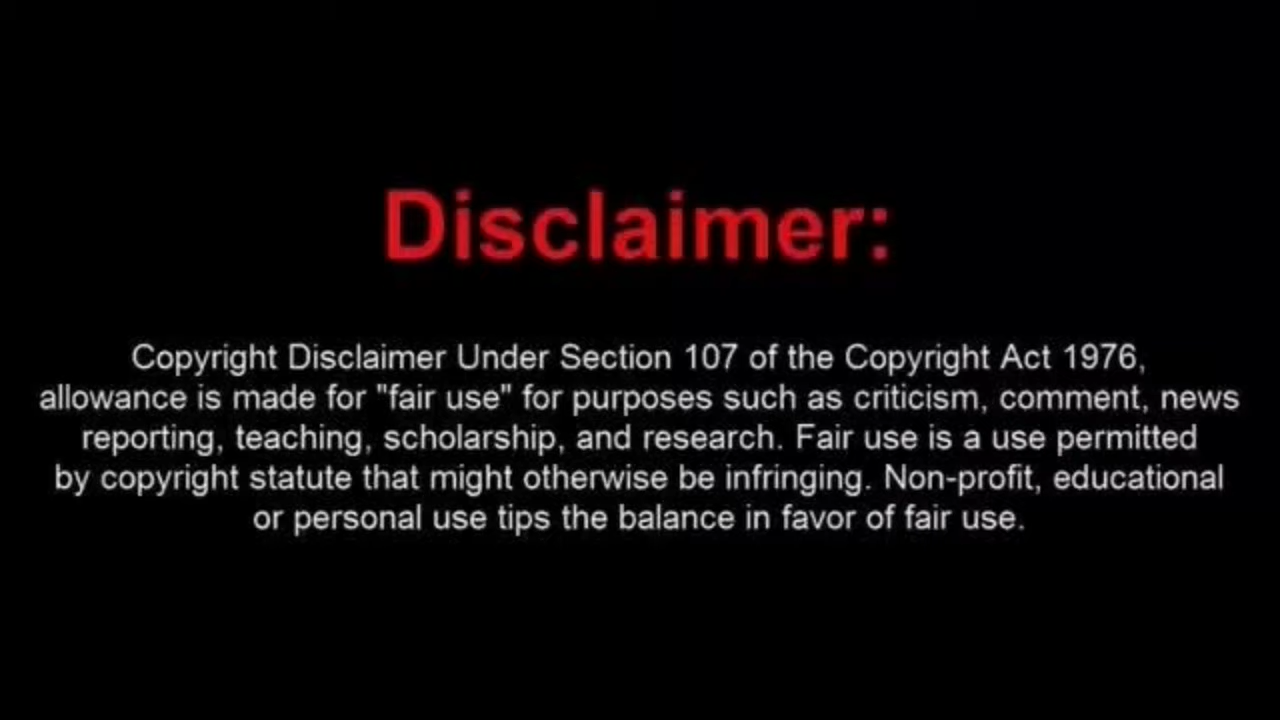 Disclaimer:
Copyright Disclaimer Under Section 107 of the Copyright Act 1976,
allowance is made for "fair use" for purposes such as criticism, comment, news
reporting, teaching, scholarship, and research. Fair use is a use permitted
by copyright statute that might otherwise be infringing. Non-profit, educational
or personal use tips the balance in favor of fair use.